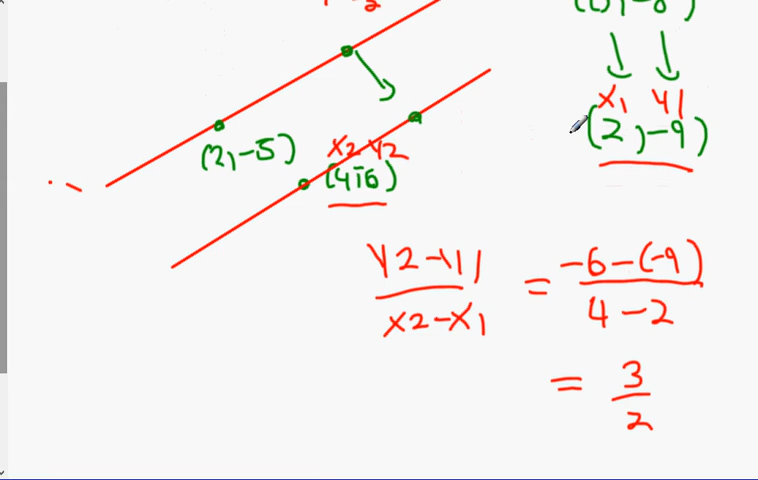 x1 y1
(2,-9)
(2,-5)
x2 y2
(4,-6)
y2-y1 = -6-(-9)
x2-x1 4-2
= 3
2